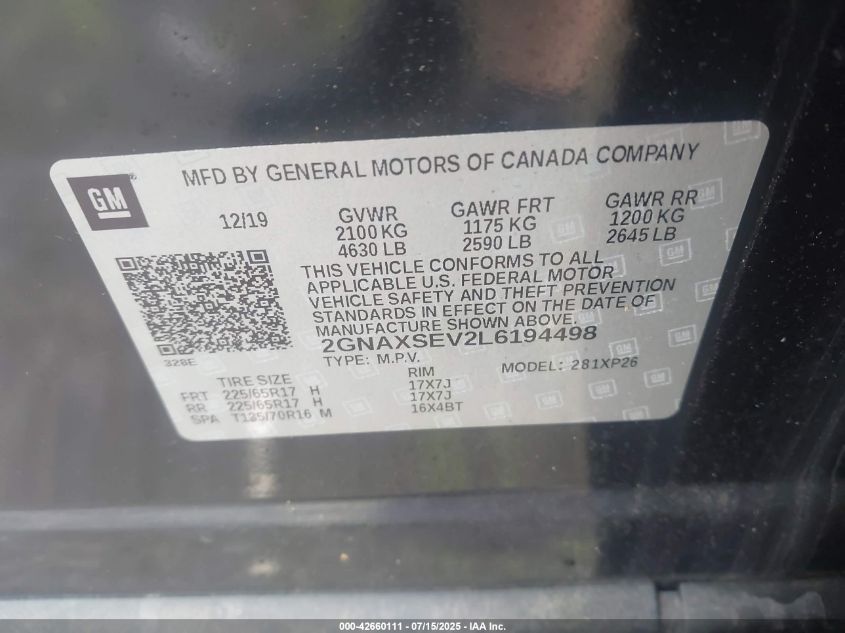 MFD BY GENERAL MOTORS OF CANADA COMPANY
GM
12/19
GVWR
2100 KG
4630 LB
GAWR FRT
1175 KG
2590 LB
GAWR RR
1200 KG
2645 LB
THIS VEHICLE CONFORMS TO ALL
APPLICABLE U.S. FEDERAL MOTOR
VEHICLE SAFETY AND THEFT PREVENTION
STANDARDS IN EFFECT ON THE DATE OF
MANUFACTURE SHOWN ABOVE.
2GNAXSEV2L6194498
TYPE: M.P.V.
MODEL: 281XP26
328E
TIRE SIZE RIM
FRT 225/65R17 H 17X7J
RR 225/65R17 H 17X7J
SPA T135/70R16 M 16X4BT
000-42660111 - 07/15/2025 - IAA Inc.